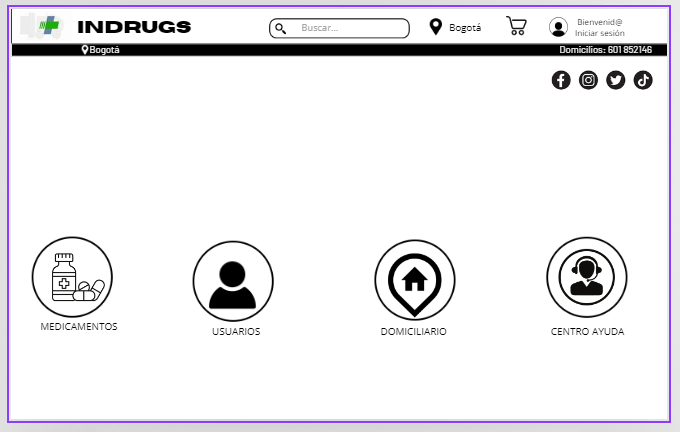 INDRUGS
Buscar...
Bogotá
Bienvenid@
Iniciar sesión
Bogotá
Domicilios: 601 852146
MEDICAMENTOS
USUARIOS
DOMICILIARIO
CENTRO AYUDA